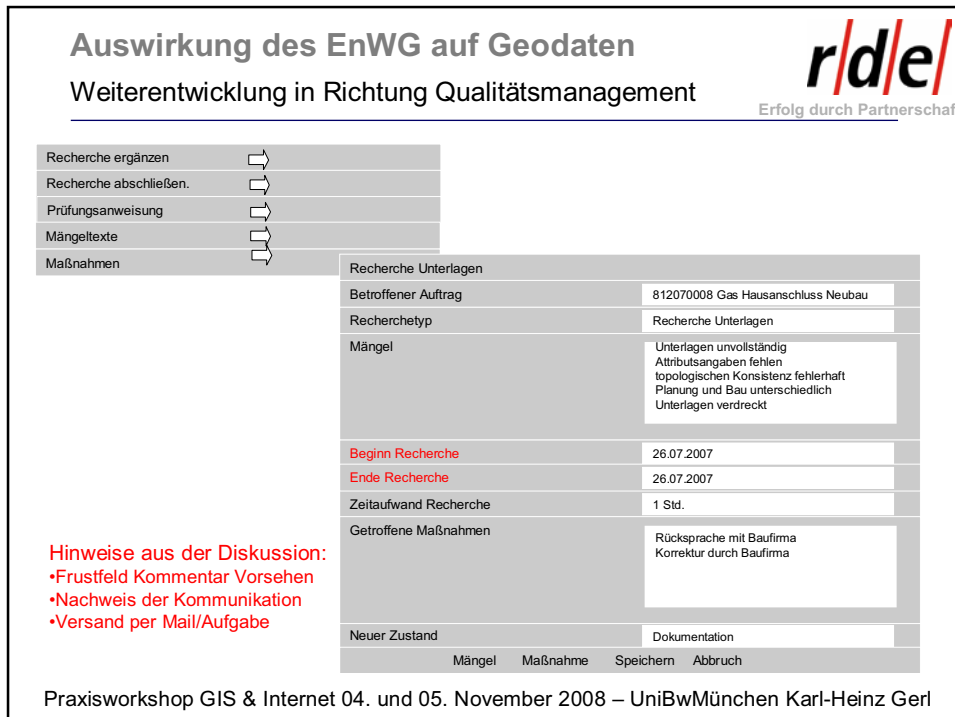 Auswirkung des EnWG auf Geodaten
Weiterentwicklung in Richtung Qualitätsmanagement
r/d/e/
Erfolg durch Partnerschaf
Recherche ergänzen
Recherche abschließen.
Prüfungsanweisung
Mängeltexte
Maßnahmen
Recherche Unterlagen
Betroffener Auftrag 812070008 Gas Hausanschluss Neubau
Recherchetyp Recherche Unterlagen
Mängel Unterlagen unvollständig
Attributsangaben fehlen
topologischen Konsistenz fehlerhaft
Planung und Bau unterschiedlich
Unterlagen verdreckt
Beginn Recherche 26.07.2007
Ende Recherche 26.07.2007
Zeitaufwand Recherche 1 Std.
Getroffene Maßnahmen Rücksprache mit Baufirma
Korrektur durch Baufirma
Neuer Zustand Dokumentation
Mängel Maßnahme Speichern Abbruch
Hinweise aus der Diskussion:
•Frustfeld Kommentar Vorsehen
•Nachweis der Kommunikation
•Versand per Mail/Aufgabe
Praxisworkshop GIS & Internet 04. und 05. November 2008 – UniBwMünchen Karl-Heinz Gerl